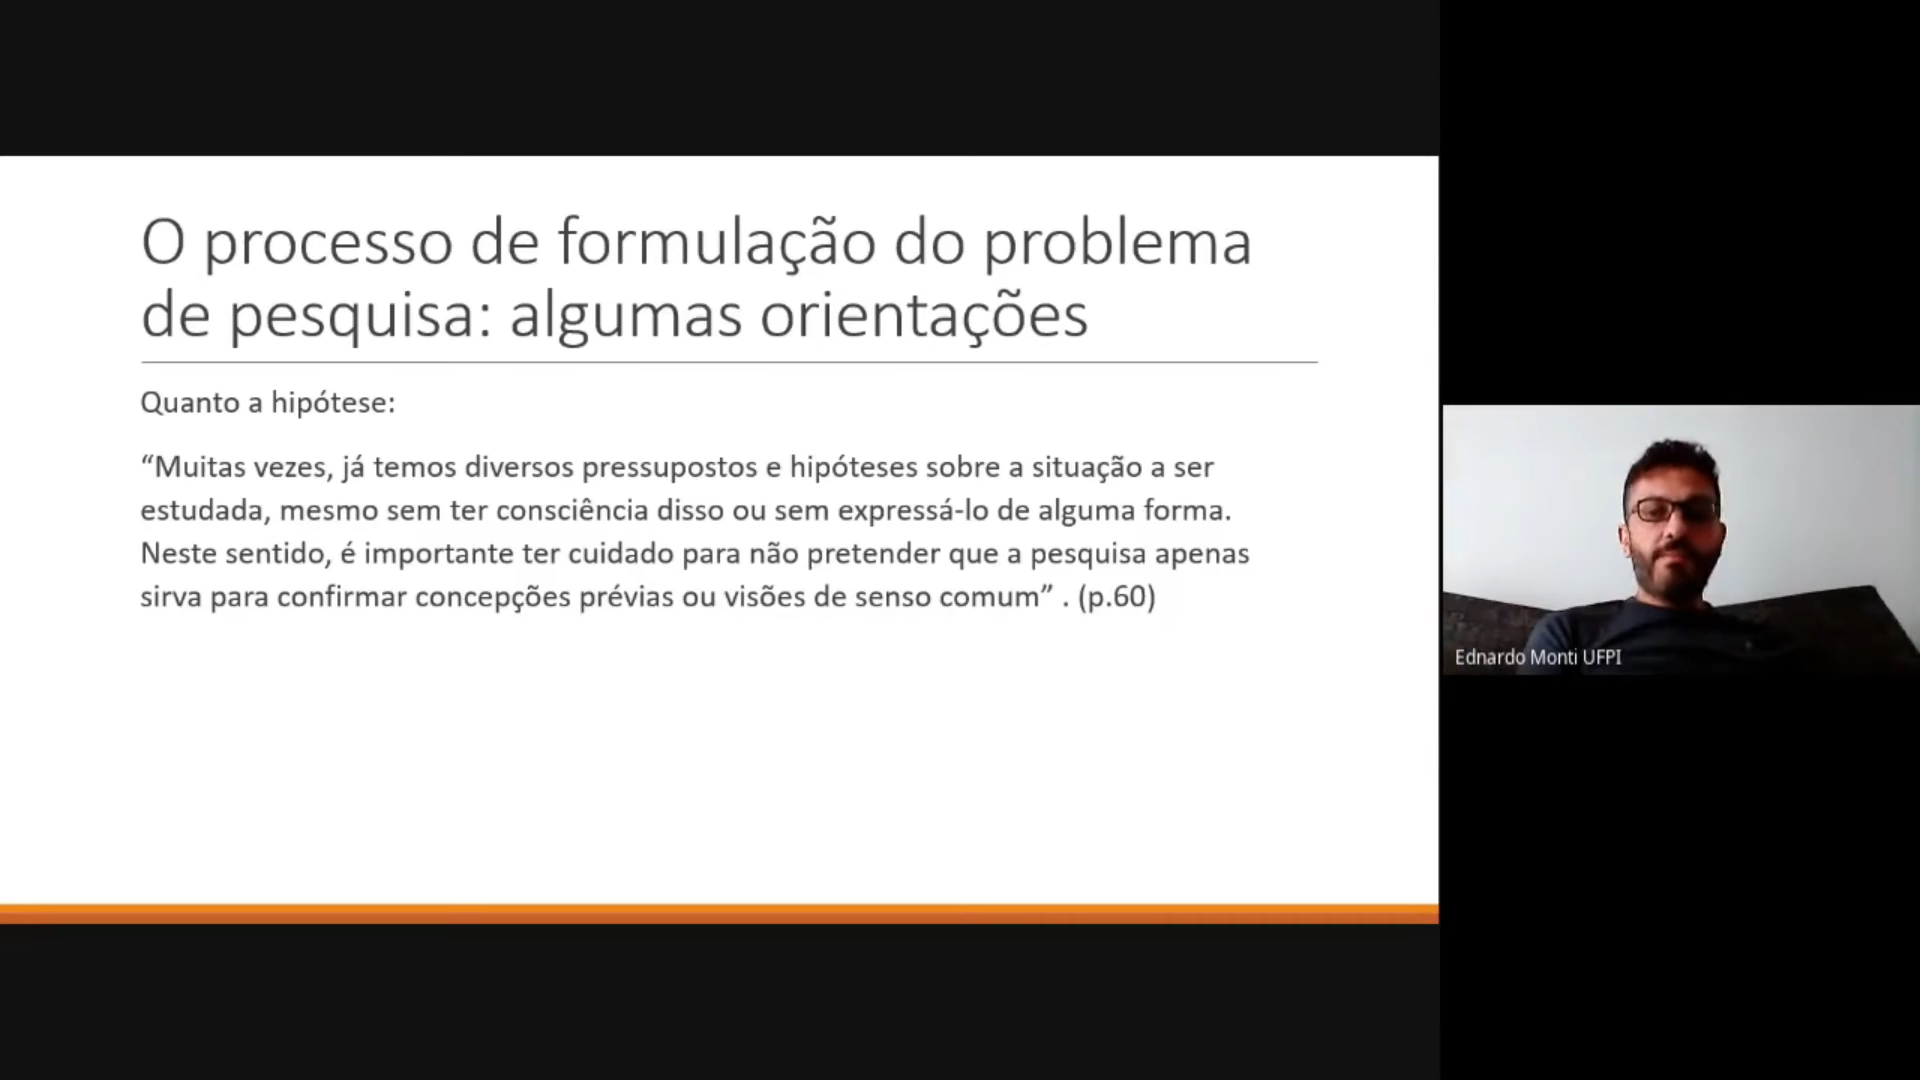 O processo de formulação do problema
de pesquisa: algumas orientações
Quanto a hipótese:
“Muitas vezes, já temos diversos pressupostos e hipóteses sobre a situação a ser
estudada, mesmo sem ter consciência disso ou sem expressá-lo de alguma forma.
Neste sentido, é importante ter cuidado para não pretender que a pesquisa apenas
sirva para confirmar concepções prévias ou visões de senso comum” . (p.60)
Ednardo Monti UFPI